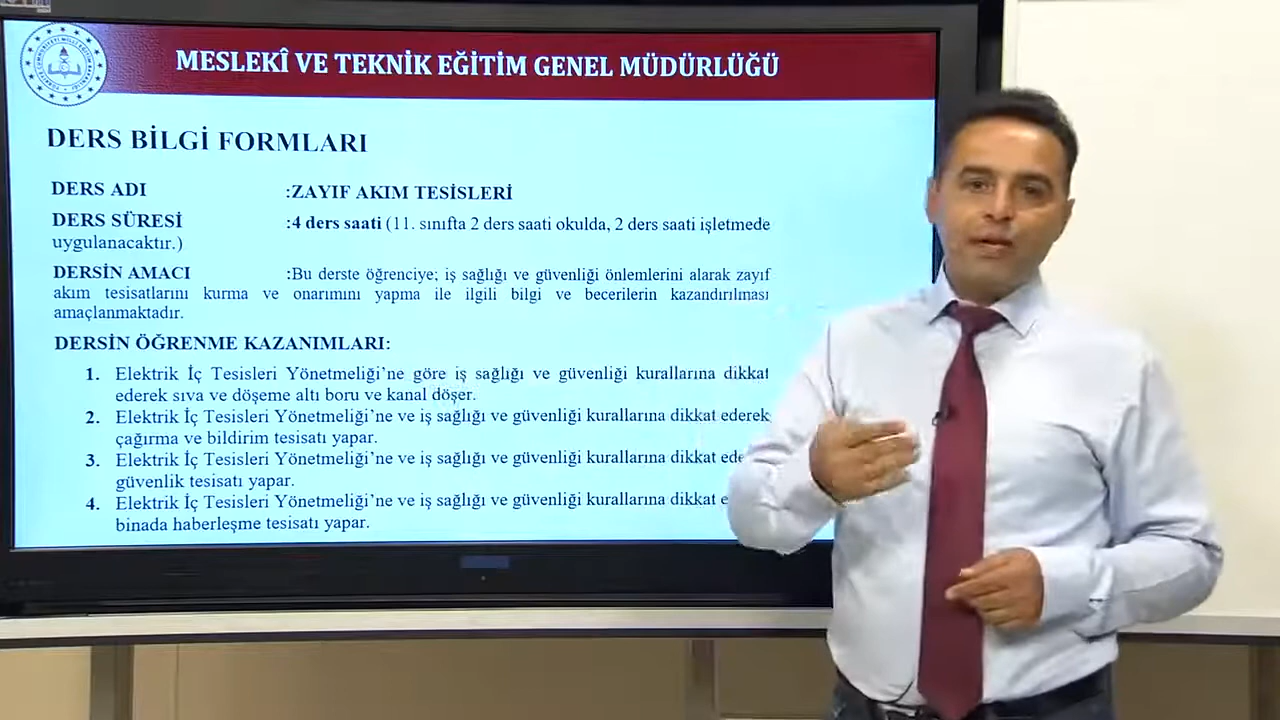 MESLEKÎ VE TEKNİK EĞİTİM GENEL MÜDÜRLÜĞÜ
DERS BİLGİ FORMLARI
DERS ADI :ZAYIF AKIM TESİSLERİ
DERS SÜRESİ :4 ders saati (11. sınıfta 2 ders saati okulda, 2 ders saati işletmede
uygulanacaktır.)
DERSİN AMACI :Bu derste öğrenciye; iş sağlığı ve güvenliği önlemlerini alarak zayıf
akım tesisatlarını kurma ve onarımını yapma ile ilgili bilgi ve becerilerin kazandırılması
amaçlanmaktadır.
DERSİN ÖĞRENME KAZANIMLARI:
1. Elektrik İç Tesisleri Yönetmeliği’ne göre iş sağlığı ve güvenliği kurallarına dikkat
ederek sıva ve döşeme altı boru ve kanal döşer.
2. Elektrik İç Tesisleri Yönetmeliği’ne ve iş sağlığı ve güvenliği kurallarına dikkat ederek
çağırma ve bildirim tesisatı yapar.
3. Elektrik İç Tesisleri Yönetmeliği’ne ve iş sağlığı ve güvenliği kurallarına dikkat
güvenlik tesisatı yapar.
4. Elektrik İç Tesisleri Yönetmeliği’ne ve iş sağlığı ve güvenliği kurallarına dikkat
binada haberleşme tesisatı yapar.